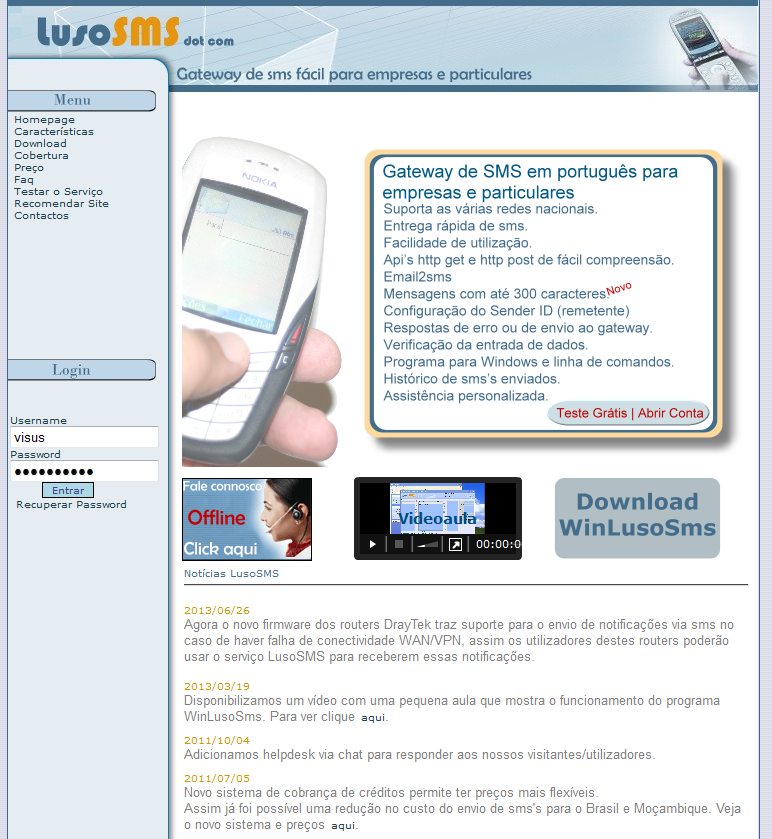 LusoSMS dot com
Gateway de sms fácil para empresas e particulares
Menu
Homepage
Características
Download
Cobertura
Preço
Faq
Testar o Serviço
Recomendar Site
Contactos
Login
Username
visus
Password
●●●●●●●●●●
Entrar
Recuperar Password
NOKIA
Para
Fechar
Gateway de SMS em português para
empresas e particulares
Suporta as várias redes nacionais.
Entrega rápida de sms.
Facilidade de utilização.
Api's http get e http post de fácil compreensão.
Email2sms
Mensagens com até 300 caracteres. Novo
Configuração do Sender ID (remetente)
Respostas de erro ou de envio ao gateway.
Verificação da entrada de dados.
Programa para Windows e linha de comandos.
Histórico de sms's enviados.
Assistência personalizada.
Teste Grátis | Abrir Conta
Fale connosco
Offline
Click aqui
Videoaula
00:00:0
Download
WinLusoSms
Notícias LusoSMS
2013/06/26
Agora o novo firmware dos routers DrayTek traz suporte para o envio de notificações via sms no
caso de haver falha de conectividade WAN/VPN, assim os utilizadores destes routers poderão
usar o serviço LusoSMS para receberem essas notificações.
2013/03/19
Disponibilizamos um vídeo com uma pequena aula que mostra o funcionamento do programa
WinLusoSms. Para ver clique aqui.
2011/10/04
Adicionamos helpdesk via chat para responder aos nossos visitantes/utilizadores.
2011/07/05
Novo sistema de cobrança de créditos permite ter preços mais flexíveis.
Assim já foi possível uma redução no custo do envio de sms's para o Brasil e Moçambique. Veja
o novo sistema e preços aqui.